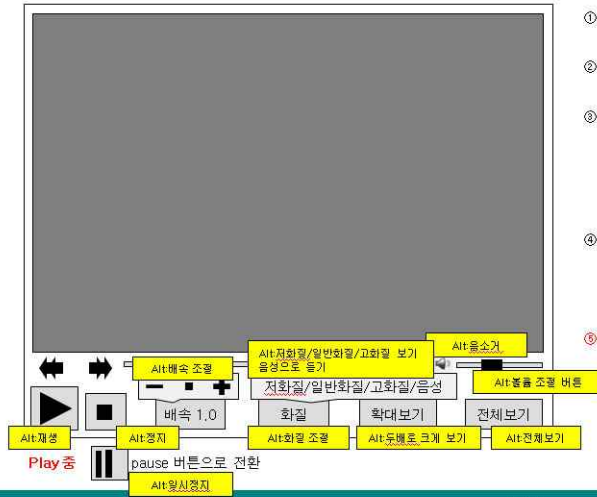 ①
②
③
④
⑤
Alt:음소거
Alt:저화질/일반화질/고화질 보기
음성으로 듣기
Alt:배속 조절
Alt:볼륨 조절 버튼
저화질/일반화질/고화질/음성
배속 1.0
화질
확대보기
전체보기
Alt:재생
Alt:정지
Alt:화질 조절
Alt:두배로 크게 보기
Alt:전체보기
Play 중
pause 버튼으로 전환
Alt:일시정지